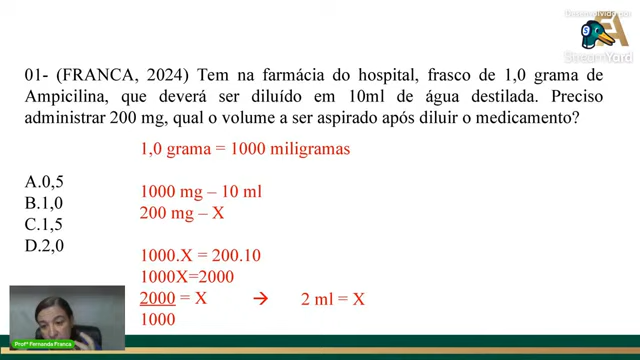 Desenvolvido por
StreamYard
01- (FRANCA, 2024) Tem na farmácia do hospital, frasco de 1,0 grama de
Ampicilina, que deverá ser diluído em 10ml de água destilada. Preciso
administrar 200 mg, qual o volume a ser aspirado após diluir o medicamento?
1,0 grama = 1000 miligramas
A.0,5
B.1,0
C.1,5
D.2,0
1000 mg – 10 ml
200 mg – X
1000.X = 200.10
1000X=2000
2000 = X → 2 ml = X
1000
Profª Fernanda Franca